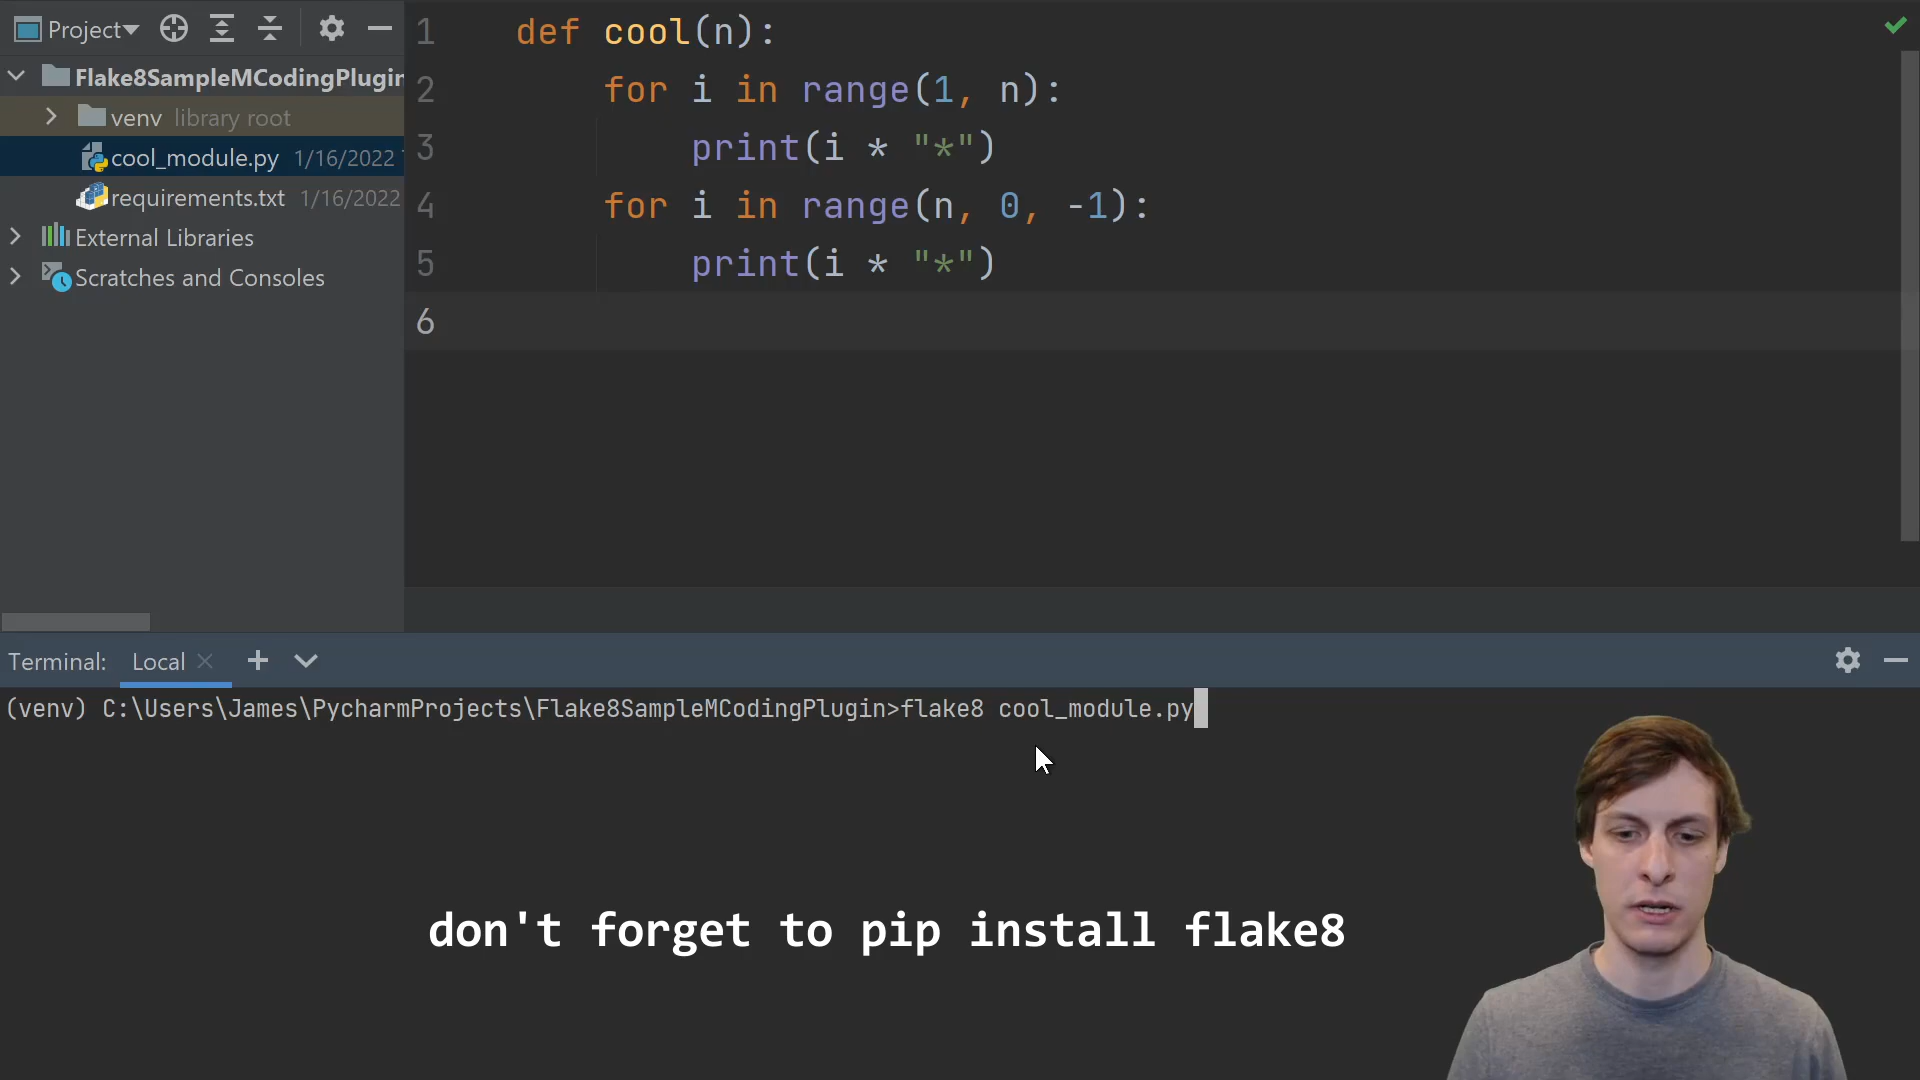 Project
Flake8SampleMCodingPlugin
venv library root
cool_module.py 1/16/2022
requirements.txt 1/16/2022
External Libraries
Scratches and Consoles
1 def cool(n):
2 for i in range(1, n):
3 print(i * "*")
4 for i in range(n, 0, -1):
5 print(i * "*")
6
Terminal: Local
(venv) C:\Users\James\PycharmProjects\Flake8SampleMCodingPlugin>flake8 cool_module.py
don't forget to pip install flake8